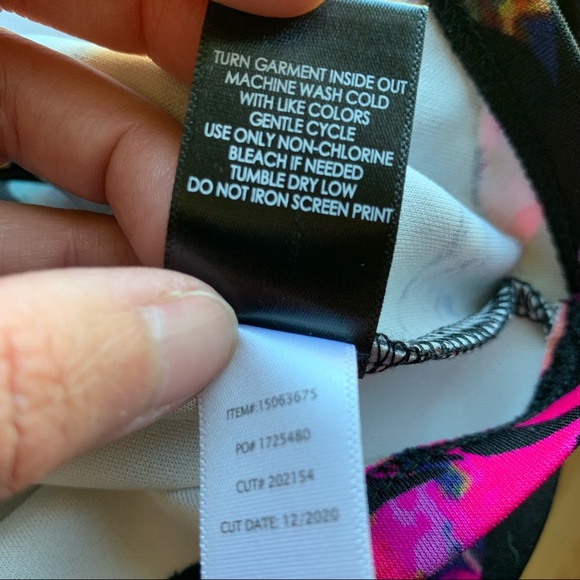 TURN GARMENT INSIDE OUT
MACHINE WASH COLD
WITH LIKE COLORS
GENTLE CYCLE
USE ONLY NON-CHLORINE
BLEACH IF NEEDED
TUMBLE DRY LOW
DO NOT IRON SCREEN PRINT
ITEM#:15063675
PO# 1725480
CUT# 202154
CUT DATE: 12/2020